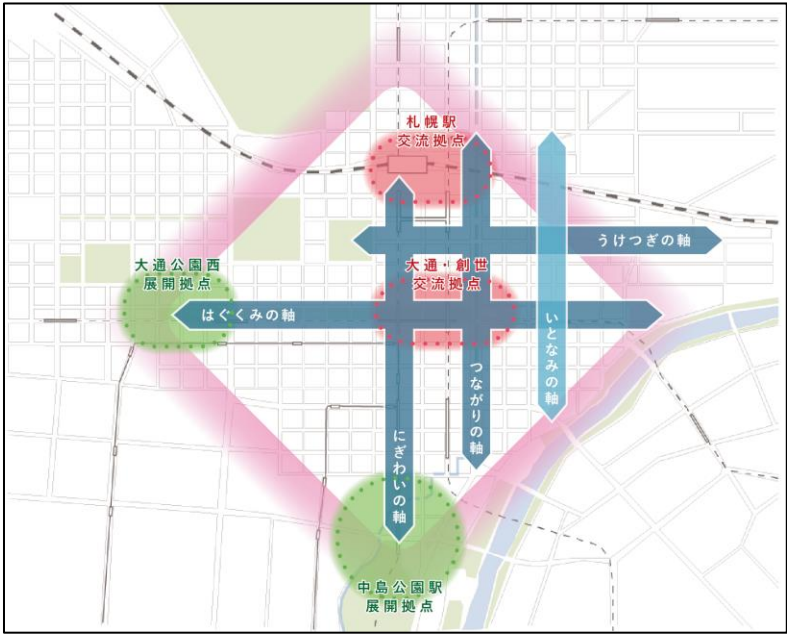 札幌駅
交流拠点
うけつぎの軸
大通公園西
展開拠点
大通・創世
交流拠点
はぐくみの軸
いとなみの軸
つながりの軸
にぎわいの軸
中島公園駅
展開拠点